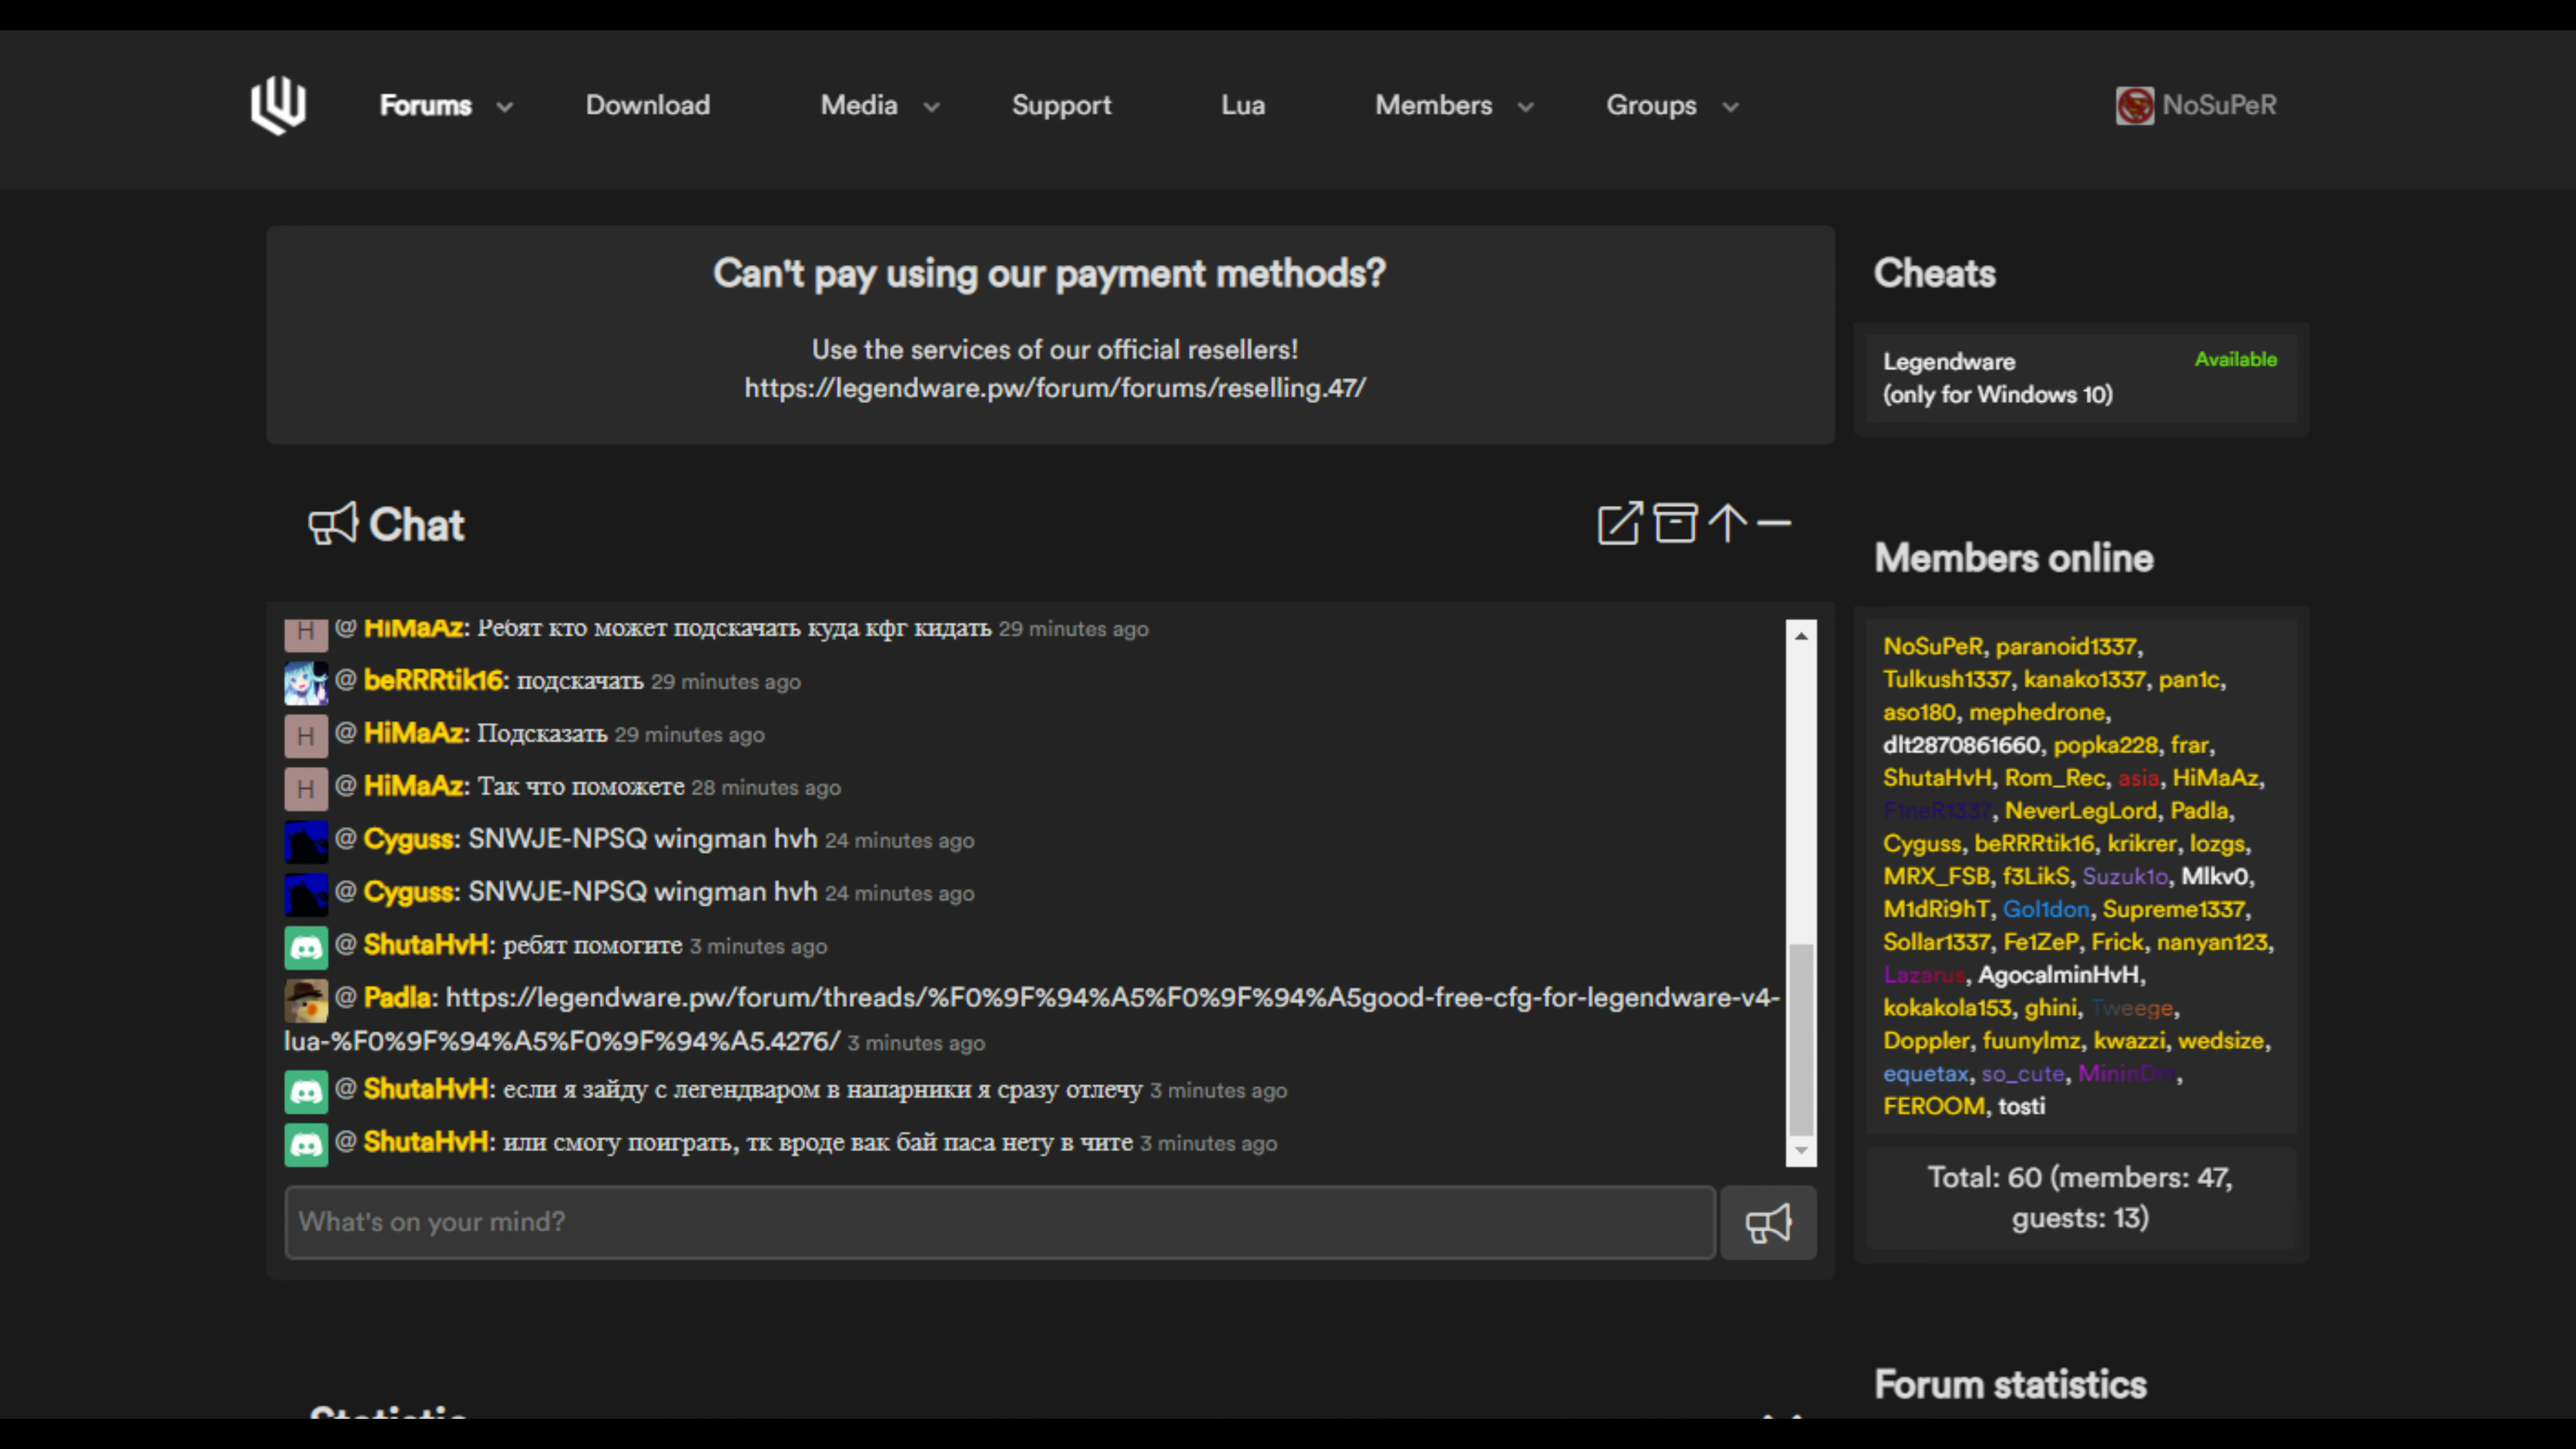 Forums Download Media Support Lua Members Groups NoSuPeR
Can't pay using our payment methods?
Use the services of our official resellers!
https://legendware.pw/forum/forums/reselling.47/
Cheats
Legendware Available
(only for Windows 10)
Chat
H @ HiMaAz: Ребят кто может подскачать куда кфг кидать 29 minutes ago
@ beRRRtik16: подскачать 29 minutes ago
H @ HiMaAz: Подсказать 29 minutes ago
H @ HiMaAz: Так что поможете 28 minutes ago
@ Cyguss: SNWJE-NPSQ wingman hvh 24 minutes ago
@ Cyguss: SNWJE-NPSQ wingman hvh 24 minutes ago
@ ShutaHvH: ребят помогите 3 minutes ago
@ Padla: https://legendware.pw/forum/threads/%F0%9F%94%A5%F0%9F%94%A5good-free-cfg-for-legendware-v4-
lua-%F0%9F%94%A5%F0%9F%94%A5.4276/ 3 minutes ago
@ ShutaHvH: если я зайду с легендваром в напарники я сразу отлечу 3 minutes ago
@ ShutaHvH: или смогу поиграть, тк вроде вак бай паса нету в чите 3 minutes ago
What's on your mind?
Members online
NoSuPeR, paranoid1337,
Tulkush1337, kanako1337, pan1c,
aso180, mephedrone,
dlt2870861660, popka228, frar,
ShutaHvH, Rom_Rec, asia, HiMaAz,
F1neR1337, NeverLegLord, Padla,
Cyguss, beRRRtik16, krikrer, lozgs,
MRX_FSB, f3LikS, Suzuk1o, Mlkv0,
M1dRi9hT, Gol1don, Supreme1337,
Sollar1337, Fe1ZeP, Frick, nanyan123,
Lazarus, AgocalminHvH,
kokakola153, ghini, Tweege,
Doppler, fuunylmz, kwazzi, wedsize,
equetax, so_cute,
FEROOM, tosti
Total: 60 (members: 47,
guests: 13)
Statistic
Forum statistics